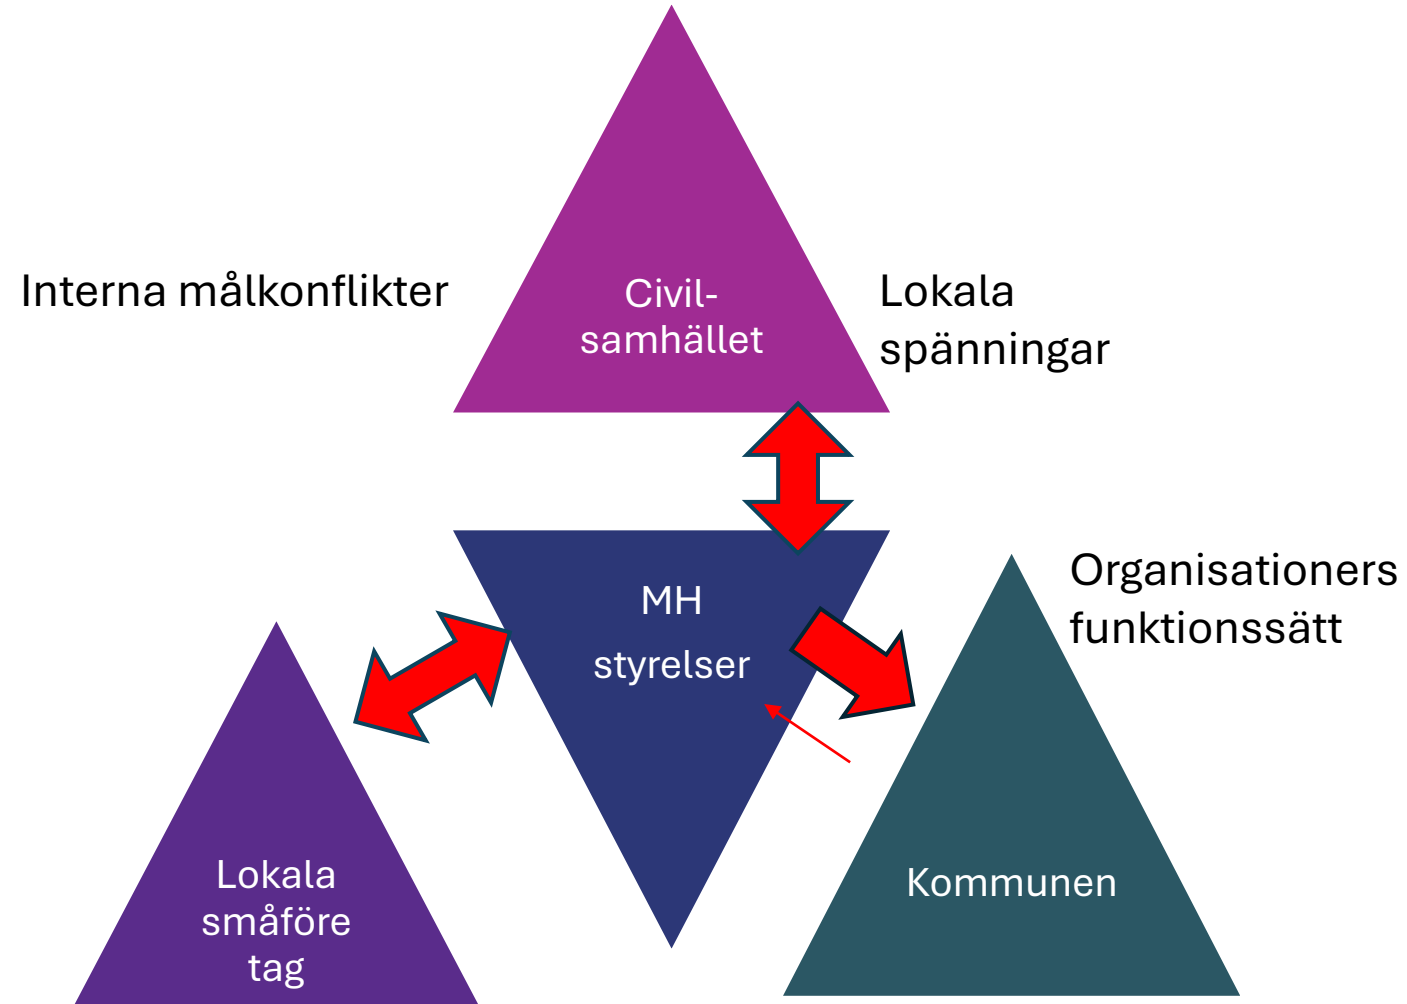 Interna målkonflikter
Civil-
samhället
Lokala
spänningar
MH
styrelser
Organisationers
funktionssätt
Lokala
småföre
tag
Kommunen